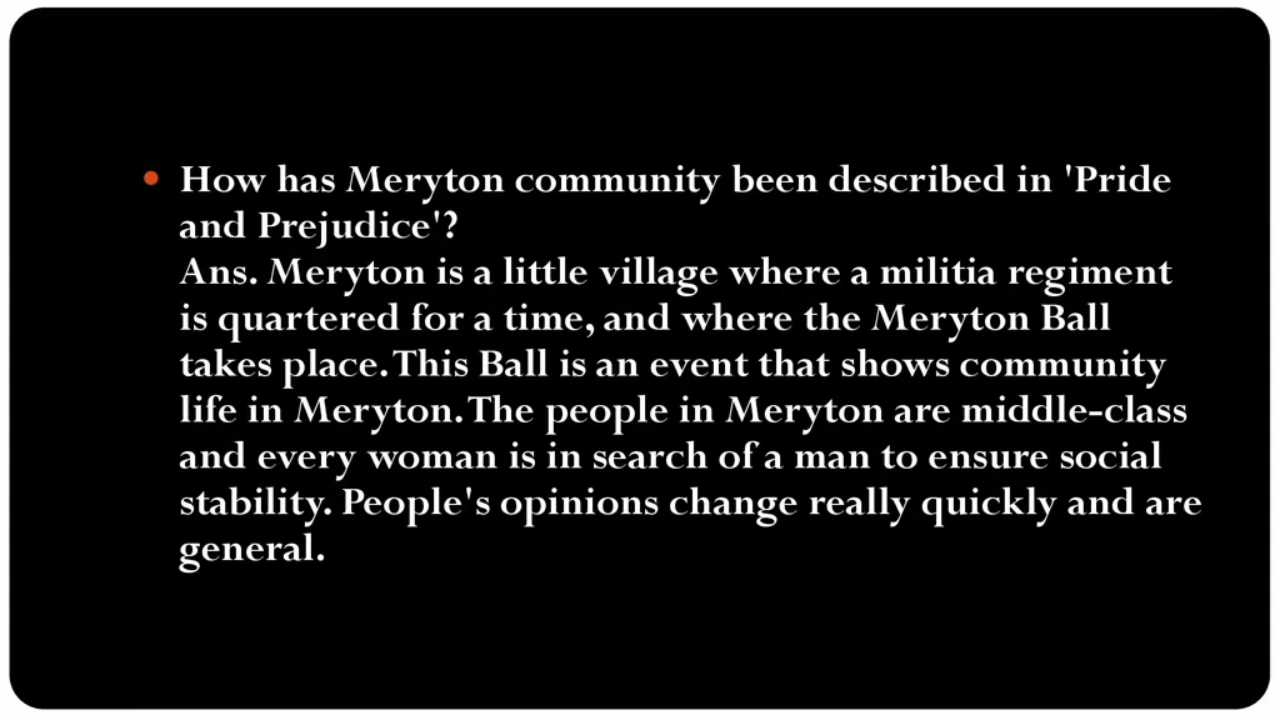 How has Meryton community been described in 'Pride
and Prejudice'?
Ans. Meryton is a little village where a militia regiment
is quartered for a time, and where the Meryton Ball
takes place. This Ball is an event that shows community
life in Meryton. The people in Meryton are middle-class
and every woman is in search of a man to ensure social
stability. People's opinions change really quickly and are
general.